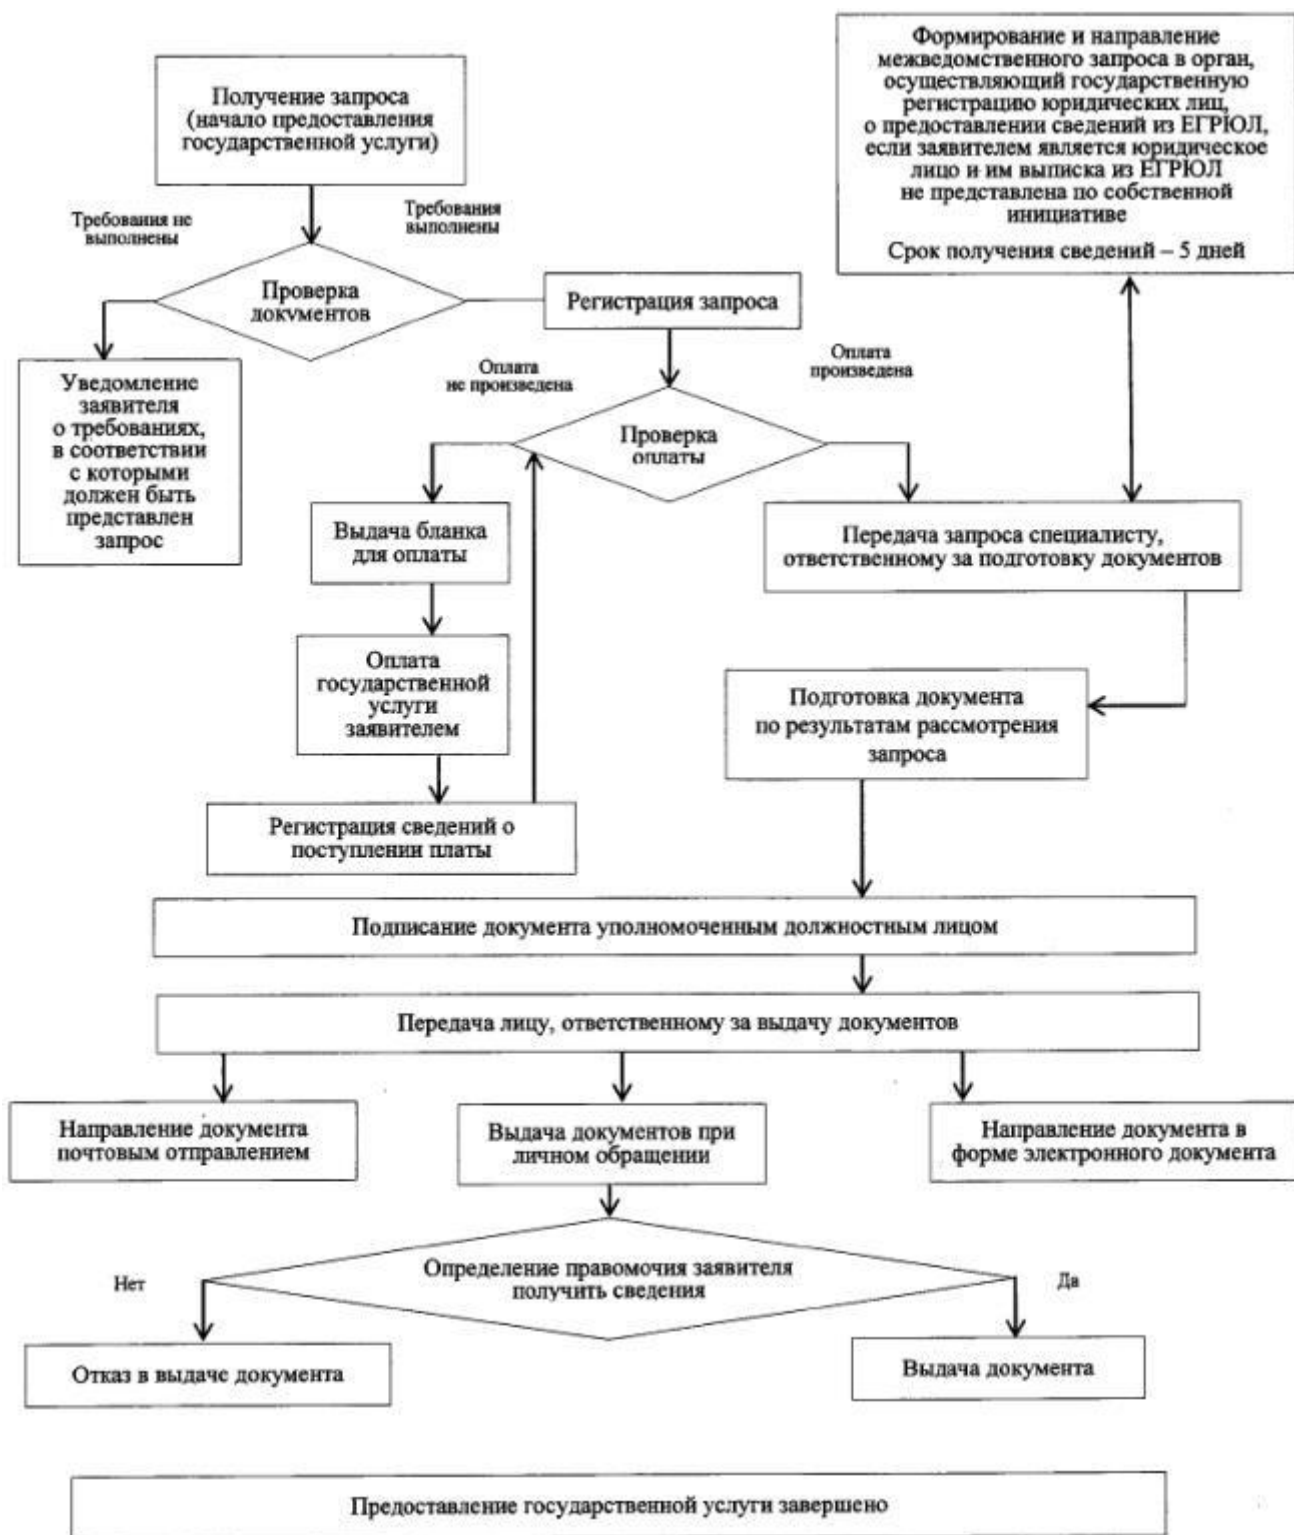 Получение запроса
(начало предоставления
государственной услуги)
Формирование и направление
межведомственного запроса в орган,
осуществляющий государственную
регистрацию юридических лиц,
о предоставлении сведений из ЕГРЮЛ,
если заявителем является юридическое
лицо и им выписка из ЕГРЮЛ
не представлена по собственной
инициативе
Срок получения сведений – 5 дней
Требования не
выполнены
Требования
выполнены
Проверка
документов
Регистрация запроса
Уведомление
заявителя
о требованиях,
в соответствии
с которыми
должен быть
представлен
запрос
Оплата
не произведена
Оплата
произведена
Проверка
оплаты
Выдача бланка
для оплаты
Передача запроса специалисту,
ответственному за подготовку документов
Оплата
государственной
услуги
заявителем
Подготовка документа
по результатам рассмотрения
запроса
Регистрация сведений о
поступлении платы
Подписание документа уполномоченным должностным лицом
Передача лицу, ответственному за выдачу документов
Направление документа
почтовым отправлением
Выдача документов при
личном обращении
Направление документа в
форме электронного документа
Определение правомочия заявителя
получить сведения
Нет
Да
Отказ в выдаче документа
Выдача документа
Предоставление государственной услуги завершено